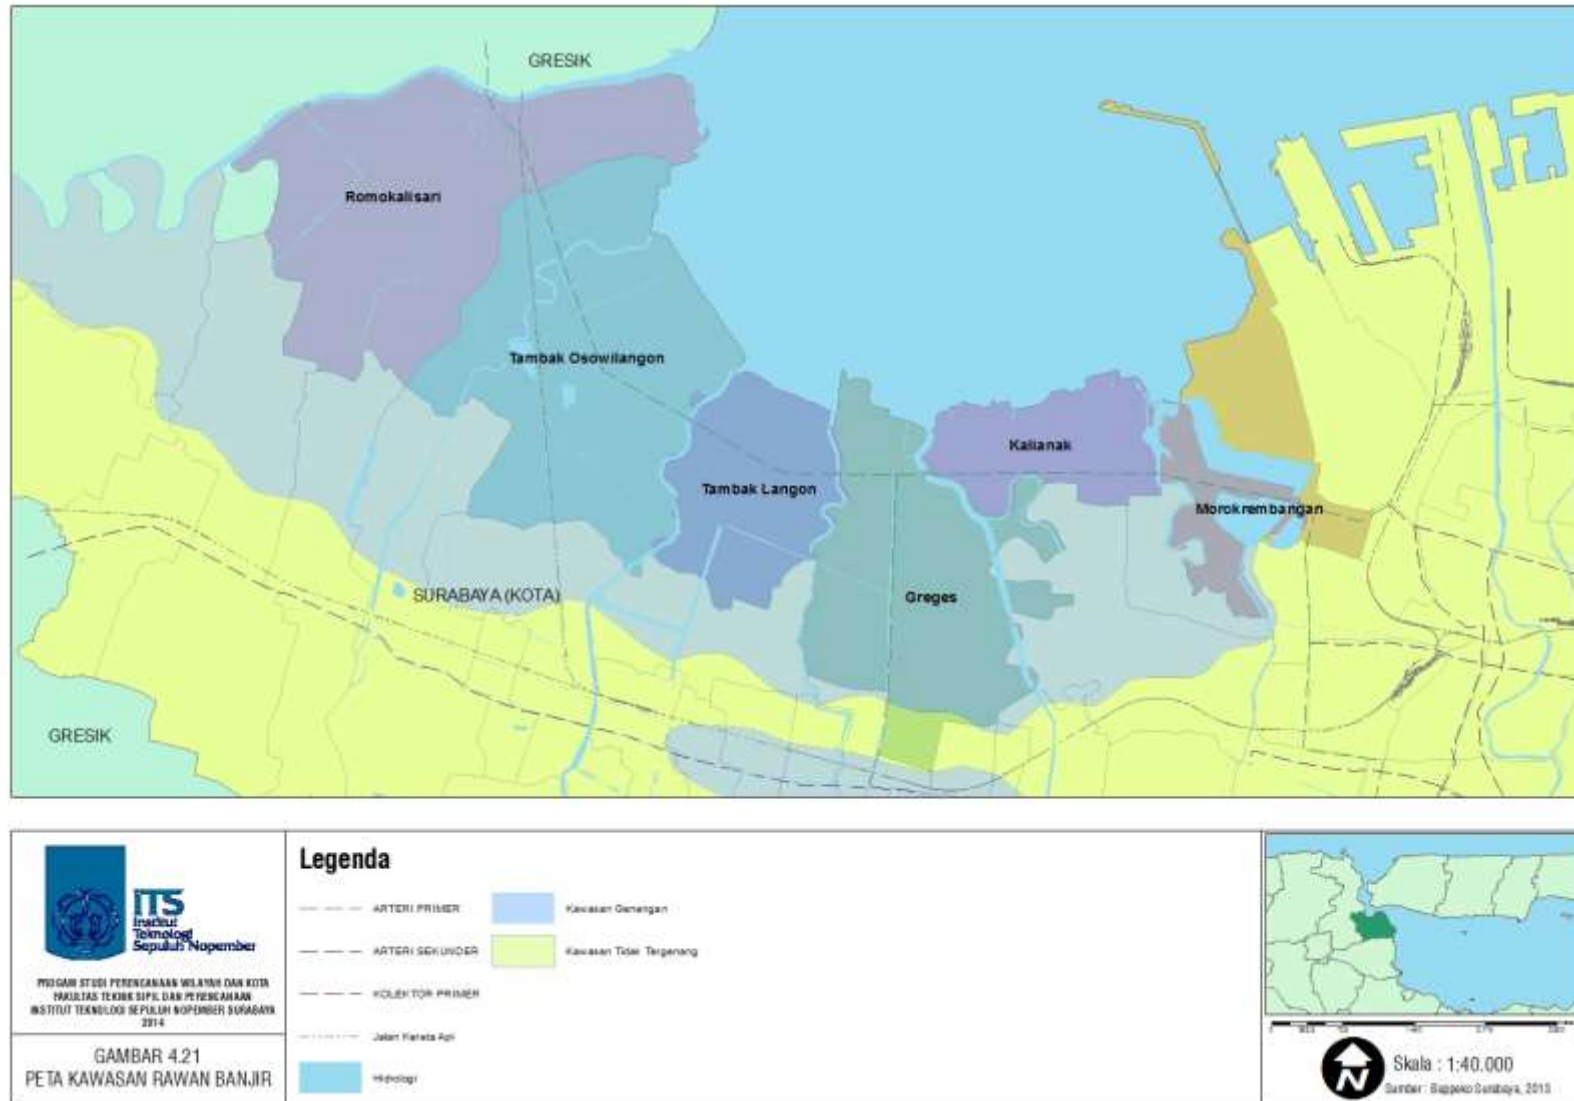 GRESIK
Romokalisari
Tambak Osowilangon
Kalianak
Tambak Langon
Morokrembangan
SURABAYA (KOTA)
Greges
GRESIK
iTS
Institut
Teknologi
Sepuluh Nopember
PROGAM STUDI PERENCANAAN WILAYAH DAN KOTA
FAKULTAS TEKNIK SIPIL DAN PERENCANAAN
INSTITUT TEKNOLOGI SEPULUH NOPEMBER SURABAYA
2014
GAMBAR 4.21
PETA KAWASAN RAWAN BANJIR
Legenda
ARTERI PRIMER
ARTERI SEKUNDER
KOLEKTOR PRIMER
Jalan Kereta Api
Hidrologi
Kawasan Genangan
Kawasan Tidak Tergenang
N
Skala : 1:40.000
Sumber : Bappeko Surabaya, 2013